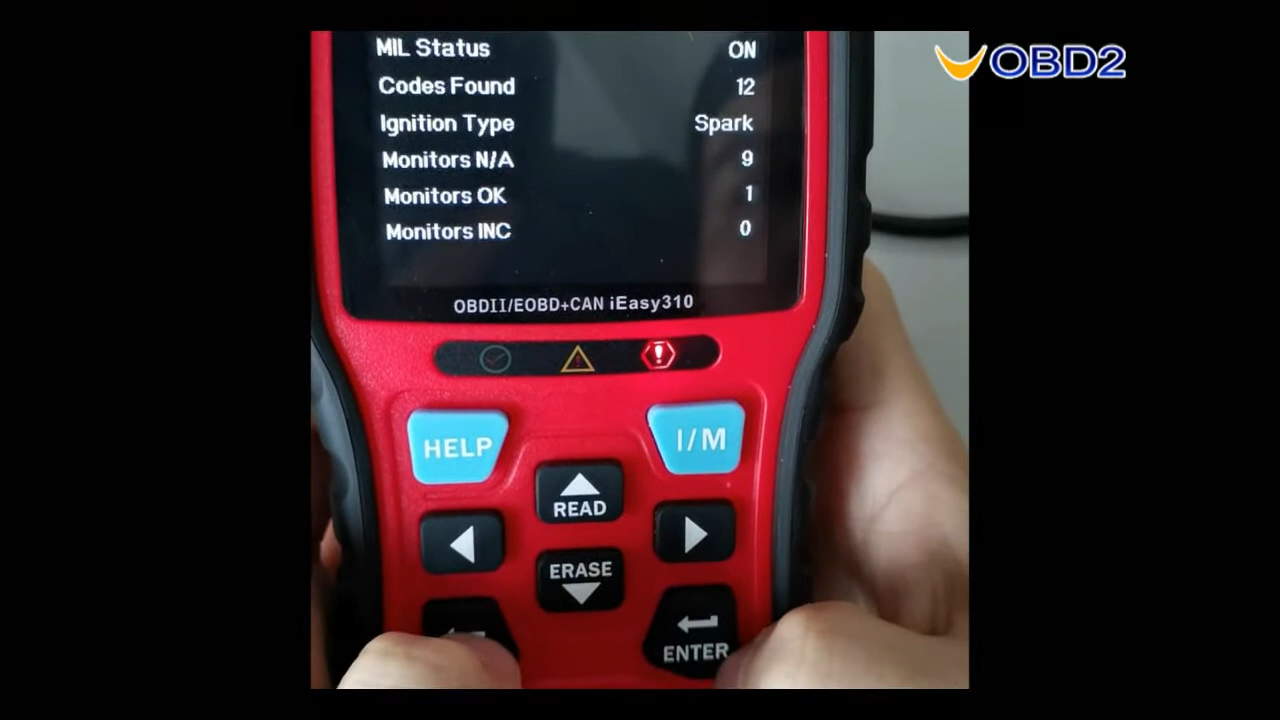 MIL Status ON
Codes Found 12
Ignition Type Spark
Monitors N/A 9
Monitors OK 1
Monitors INC 0
OBDII/EOBD+CAN iEasy310
HELP
I/M
READ
ERASE
ENTER
OBD2